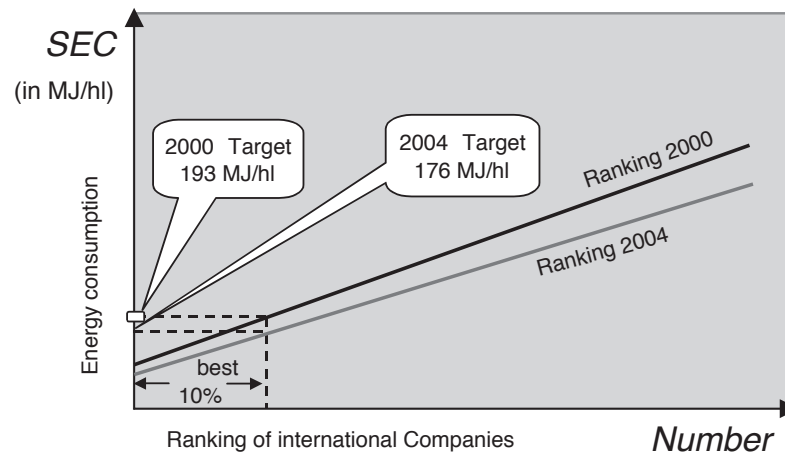 SEC
(in MJ/hl)
2000 Target
193 MJ/hl
2004 Target
176 MJ/hl
Ranking 2000
Ranking 2004
Energy consumption
best
10%
Ranking of international Companies
Number